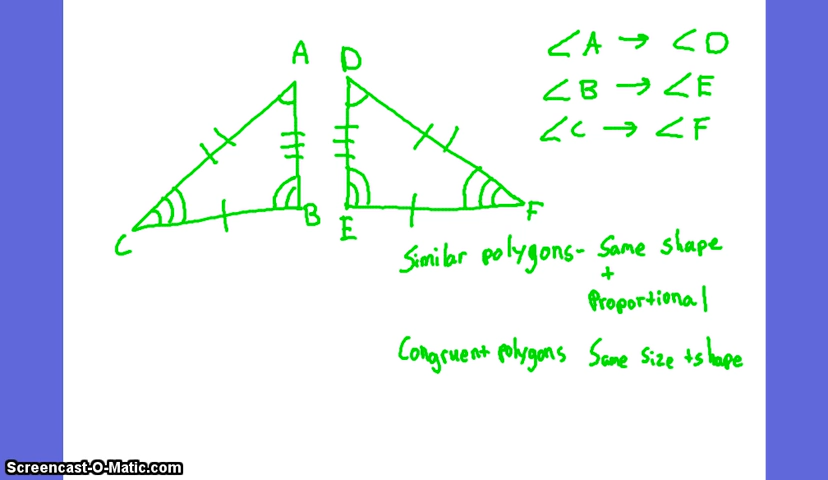 A D
∠A → ∠D
∠B → ∠E
∠C → ∠F
B
F
C
E
Similar polygons - Same shape
+
Proportional
Congruent polygons Same size + shape
Screencast-O-Matic.com